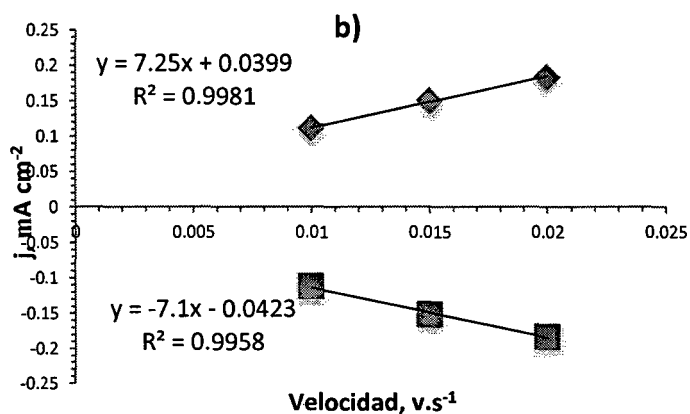 b)
0.25
0.2
0.15
0.1
0.05
0
-0.05
-0.1
-0.15
-0.2
-0.25
j, mA cm-2
y = 7.25x + 0.0399
R² = 0.9981
0 0.005 0.01 0.015 0.02 0.025
y = -7.1x - 0.0423
R² = 0.9958
Velocidad, v.s-1